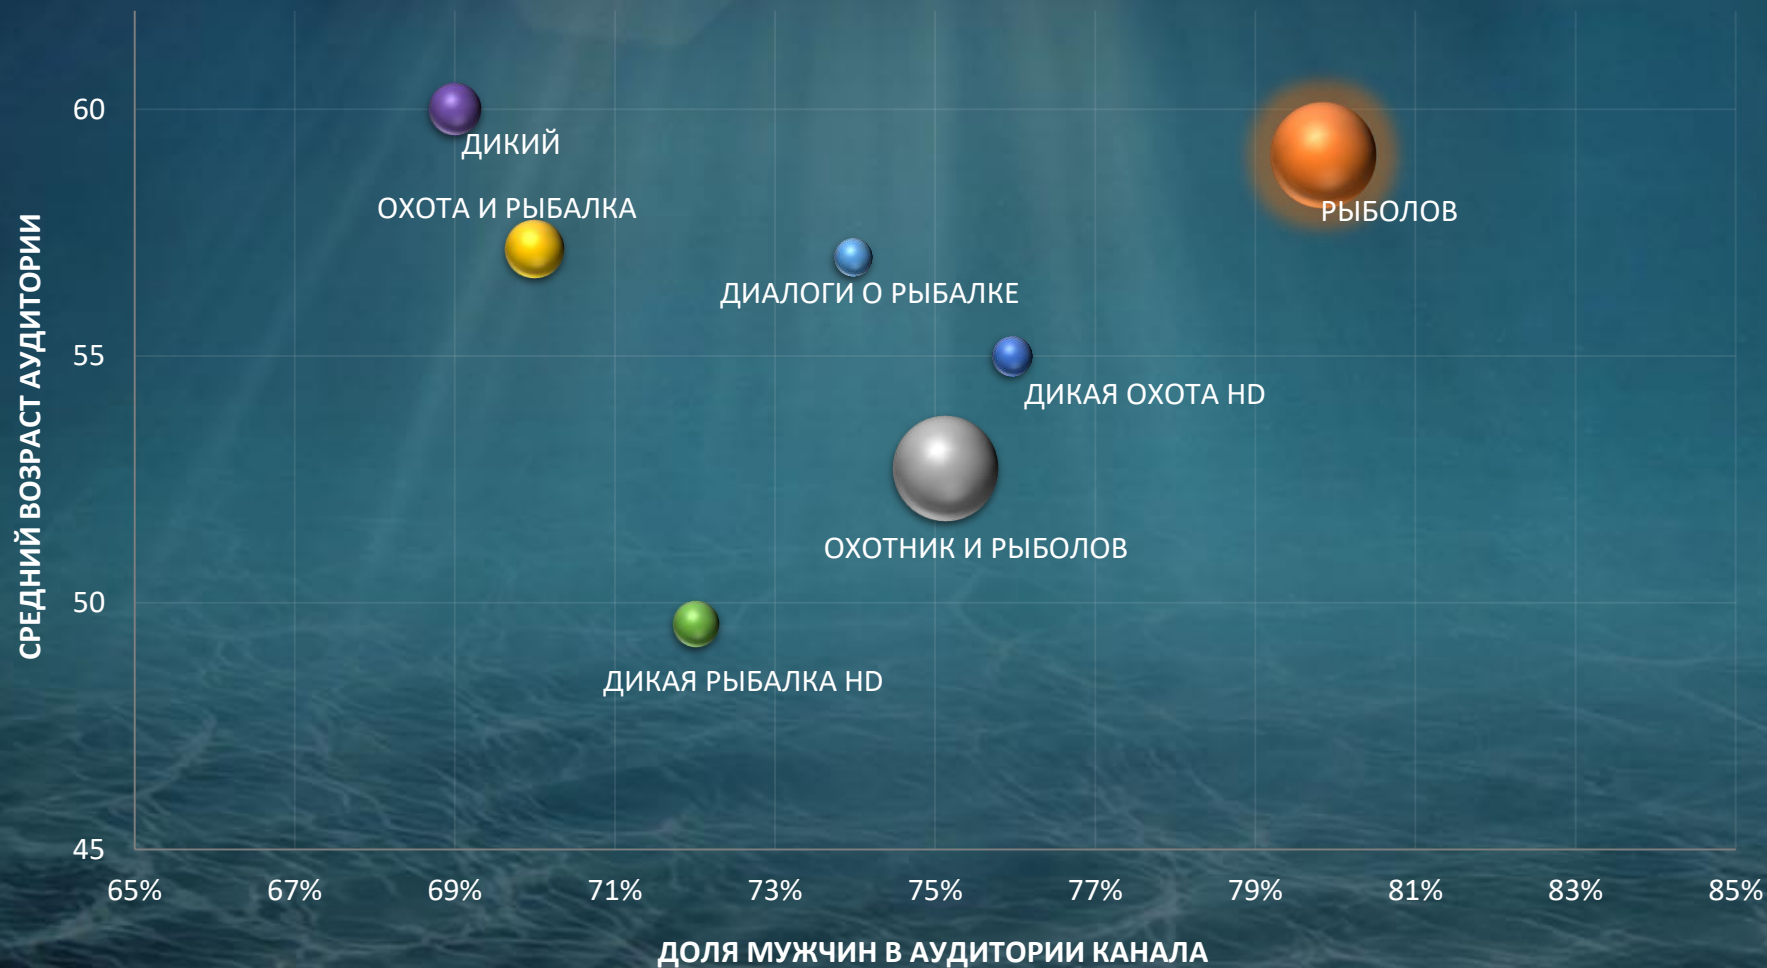 60
ДИКИЙ
ОХОТА И РЫБАЛКА
РЫБОЛОВ
ДИАЛОГИ О РЫБАЛКЕ
55
ДИКАЯ ОХОТА HD
ОХОТНИК И РЫБОЛОВ
50
ДИКАЯ РЫБАЛКА HD
45
СРЕДНИЙ ВОЗРАСТ АУДИТОРИИ
65% 67% 69% 71% 73% 75% 77% 79% 81% 83% 85%
ДОЛЯ МУЖЧИН В АУДИТОРИИ КАНАЛА